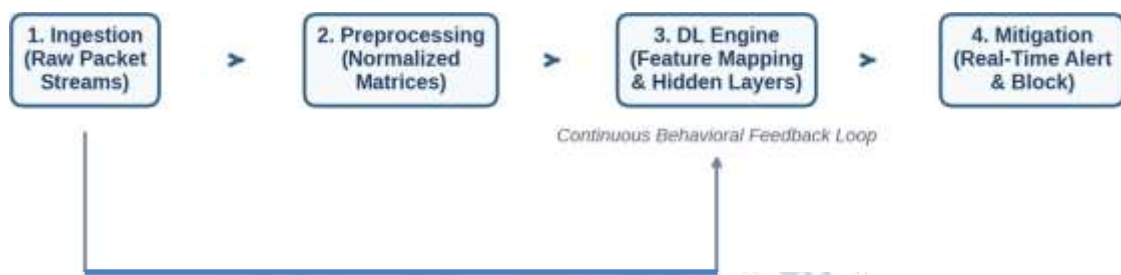 1. Ingestion
(Raw Packet
Streams)
2. Preprocessing
(Normalized
Matrices)
3. DL Engine
(Feature Mapping
& Hidden Layers)
4. Mitigation
(Real-Time Alert
& Block)
Continuous Behavioral Feedback Loop